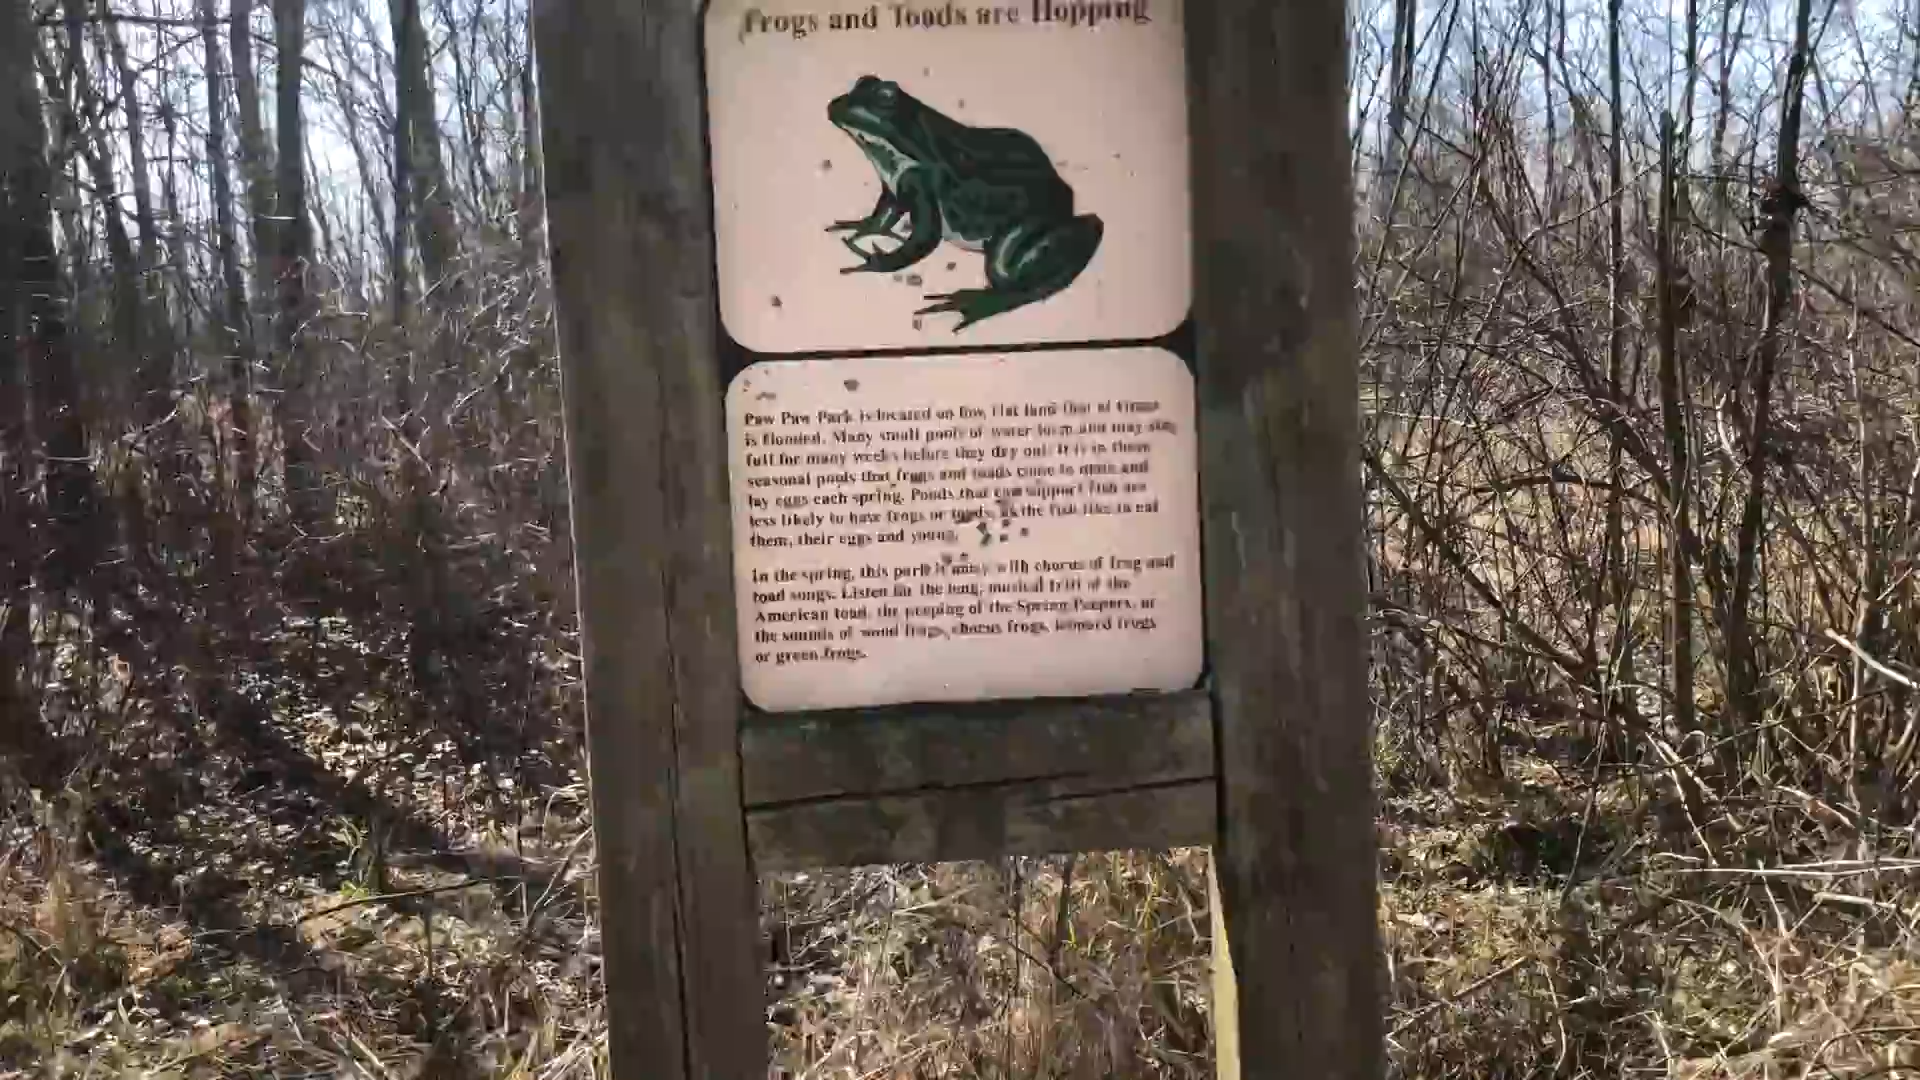 Frogs and Toads are Hopping
Paw Paw Park is located on low, flat land that at times
is flooded. Many small pools of water form and may stay
full for many weeks before they dry out. It is in these
seasonal pools that frogs and toads come to mate and
lay eggs each spring. Ponds that can support fish are
less likely to have frogs or toads, as the fish like to eat
them, their eggs and young.
In the spring, this park is noisy with chorus of frog and
toad songs. Listen for the long, musical trill of the
American toad, the peeping of the Spring Peepers, or
the sounds of wood frogs, chorus frogs, leopard frogs
or green frogs.